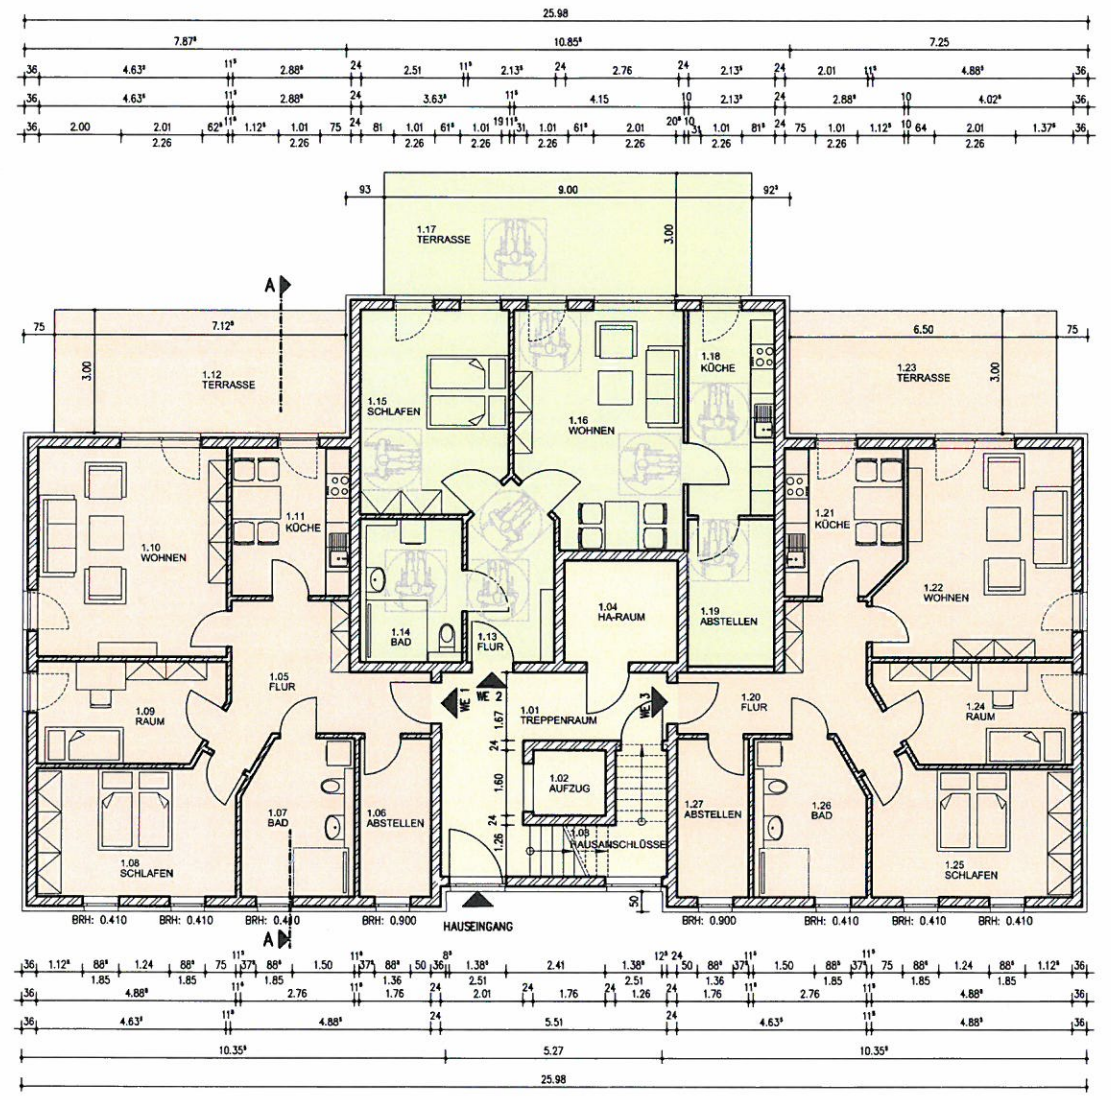 25.98
7.87⁵ 10.85⁵ 7.25
36 4.63⁵ 11⁵ 2.88⁵ 24 2.51 11⁵ 2.13⁵ 24 2.76 24 2.13⁵ 24 2.01 11⁵ 4.88⁵ 36
36 4.63⁵ 11⁵ 2.88⁵ 24 3.63⁵ 11⁵ 4.15 10 2.13⁵ 24 2.88⁵ 10 4.02⁵ 36
36 2.00 2.01 62⁵ 11⁵ 1.12⁵ 1.01 75 24 81 1.01 61⁵ 1.01 19 11⁵ 31 1.01 61⁵ 2.01 20⁵ 10 31 1.01 81⁵ 24 75 1.01 1.12⁵ 10 64 2.01 1.37⁵ 36
2.26 2.26 2.26 2.26 2.26 2.26 2.26 2.26 2.26
93 9.00 92⁵
1.17
TERRASSE
3.00
A
75 7.12⁵
6.50 75
3.00
1.12
TERRASSE
1.23
TERRASSE
3.00
1.18
KÜCHE
1.15
SCHLAFEN
1.16
WOHNEN
1.11
KÜCHE
1.21
KÜCHE
1.10
WOHNEN
1.22
WOHNEN
1.14
BAD
1.13
FLUR
1.04
HA-RAUM
1.19
ABSTELLEN
1.05
FLUR
WE 1
WE 2
1.01
TREPPENRAUM
WE 3
1.20
FLUR
1.09
RAUM
1.24
RAUM
1.67
24
1.60
24
1.26
1.02
AUFZUG
1.03
HAUSANSCHLÜSSE
1.08
SCHLAFEN
1.07
BAD
1.06
ABSTELLEN
1.27
ABSTELLEN
1.26
BAD
1.25
SCHLAFEN
50
BRH: 0.410 BRH: 0.410 BRH: 0.410 BRH: 0.900 HAUSEINGANG BRH: 0.900 BRH: 0.410 BRH: 0.410 BRH: 0.410
A
36 1.12⁵ 88⁵ 1.24 88⁵ 75 11⁵ 37⁵ 88⁵ 1.50 11⁵ 37⁵ 88⁵ 50 36 8⁵ 1.38⁵ 2.41 1.38⁵ 12⁵ 24 50 88⁵ 37⁵ 11⁵ 1.50 88⁵ 37⁵ 11⁵ 75 88⁵ 1.24 88⁵ 1.12⁵ 36
1.85 1.85 1.85 1.36 2.51 2.51 1.36 1.85 1.85 1.85
36 4.88⁵ 11⁵ 2.76 11⁵ 1.76 24 2.01 24 1.76 24 1.26 24 1.76 11⁵ 2.76 11⁵ 4.88⁵ 36
36 4.63⁵ 11⁵ 4.88⁵ 24 5.51 24 4.63⁵ 11⁵ 4.88⁵ 36
10.35⁵ 5.27 10.35⁵
25.98